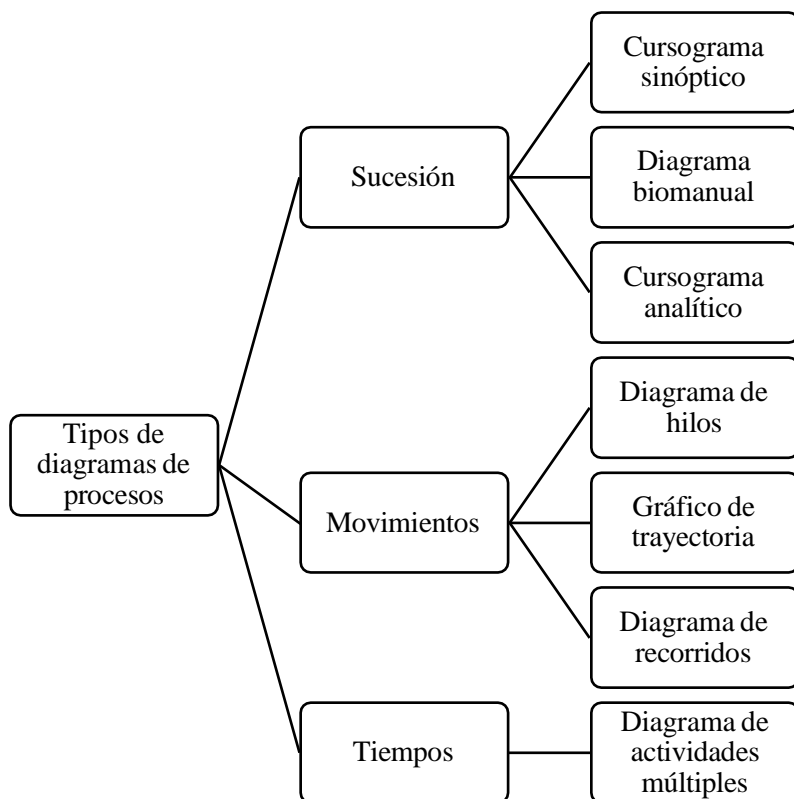 Tipos de
diagramas de
procesos
Sucesión
Cursograma
sinóptico
Diagrama
biomanual
Cursograma
analítico
Movimientos
Diagrama de
hilos
Gráfico de
trayectoria
Diagrama de
recorridos
Tiempos
Diagrama de
actividades
múltiples